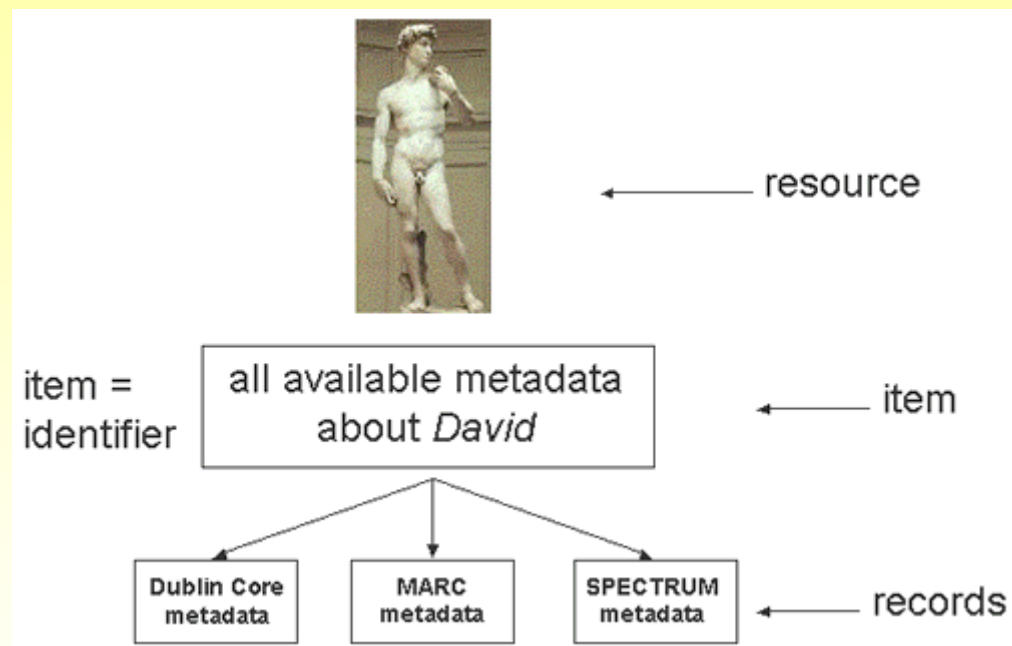 resource
item =
identifier
all available metadata
about David
item
Dublin Core
metadata
MARC
metadata
SPECTRUM
metadata
records